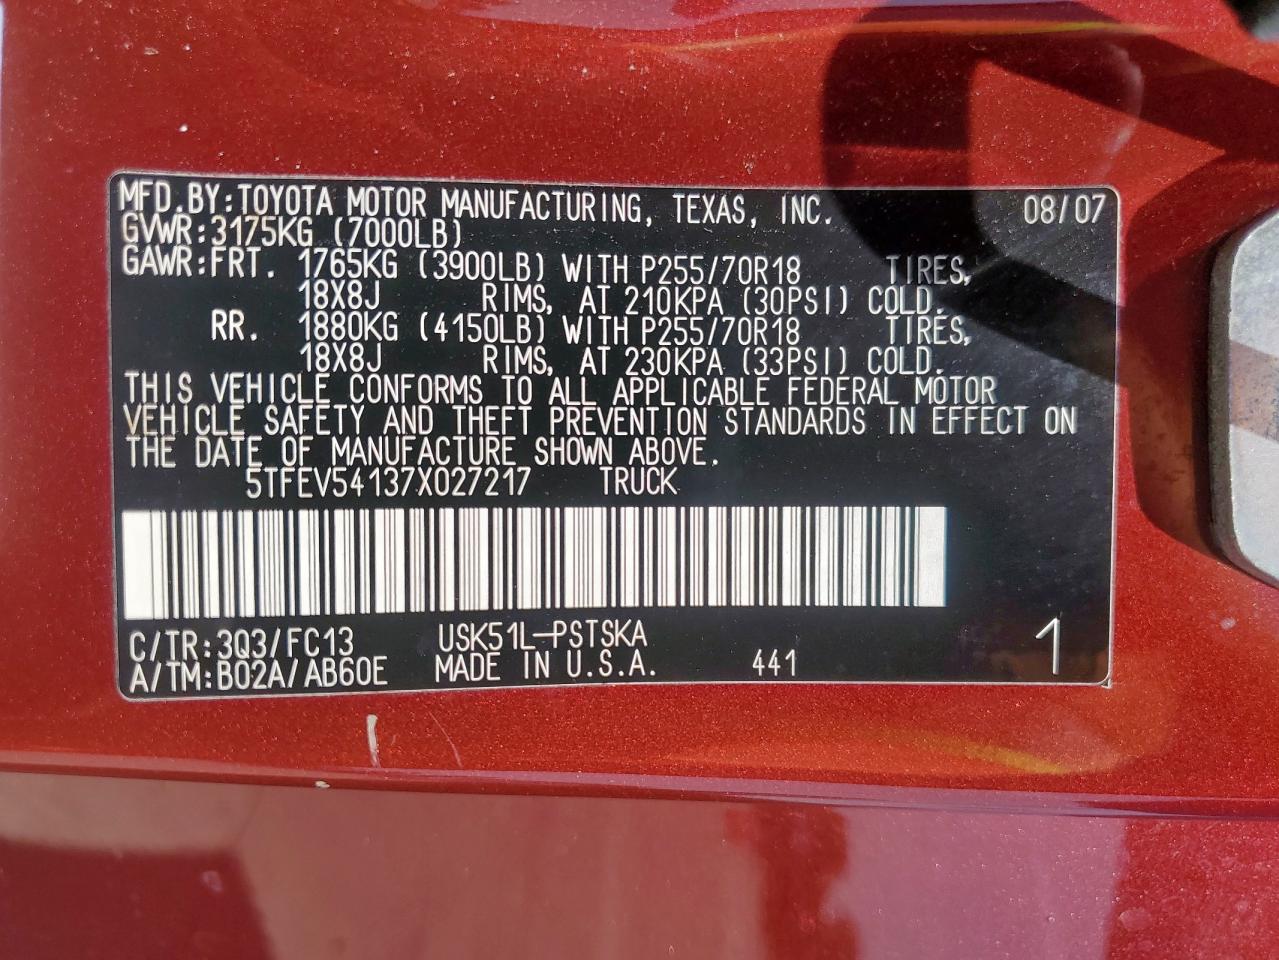 MFD.BY:TOYOTA MOTOR MANUFACTURING, TEXAS, INC. 08/07
GVWR:3175KG (7000LB)
GAWR:FRT. 1765KG (3900LB) WITH P255/70R18 TIRES,
18X8J RIMS, AT 210KPA (30PSI) COLD.
RR. 1880KG (4150LB) WITH P255/70R18 TIRES,
18X8J RIMS, AT 230KPA (33PSI) COLD.
THIS VEHICLE CONFORMS TO ALL APPLICABLE FEDERAL MOTOR
VEHICLE SAFETY AND THEFT PREVENTION STANDARDS IN EFFECT ON
THE DATE OF MANUFACTURE SHOWN ABOVE.
5TFEV54137X027217 TRUCK
C/TR:3Q3/FC13 USK51L-PSTSKA 1
A/TM:B02A/AB60E MADE IN U.S.A. 441